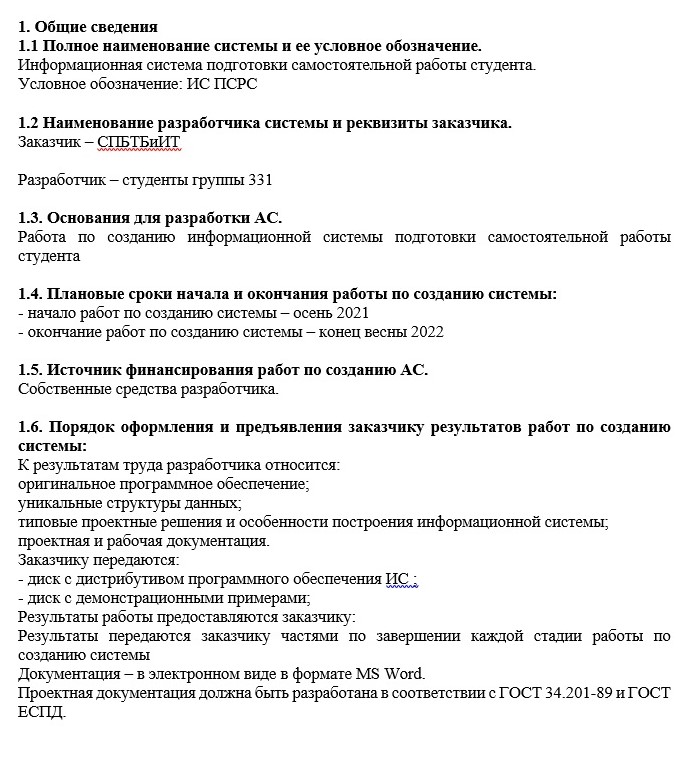 1. Общие сведения
1.1 Полное наименование системы и ее условное обозначение.
Информационная система подготовки самостоятельной работы студента.
Условное обозначение: ИС ПСРС
1.2 Наименование разработчика системы и реквизиты заказчика.
Заказчик – СПБТБиИТ
Разработчик – студенты группы 331
1.3. Основания для разработки АС.
Работа по созданию информационной системы подготовки самостоятельной работы
студента
1.4. Плановые сроки начала и окончания работы по созданию системы:
- начало работ по созданию системы – осень 2021
- окончание работ по созданию системы – конец весны 2022
1.5. Источник финансирования работ по созданию АС.
Собственные средства разработчика.
1.6. Порядок оформления и предъявления заказчику результатов работ по созданию
системы:
К результатам труда разработчика относится:
оригинальное программное обеспечение;
уникальные структуры данных;
типовые проектные решения и особенности построения информационной системы;
проектная и рабочая документация.
Заказчику передаются:
- диск с дистрибутивом программного обеспечения ИС ;
- диск с демонстрационными примерами;
Результаты работы предоставляются заказчику:
Результаты передаются заказчику частями по завершении каждой стадии работы по
созданию системы
Документация – в электронном виде в формате MS Word.
Проектная документация должна быть разработана в соответствии с ГОСТ 34.201-89 и ГОСТ
ЕСПД.